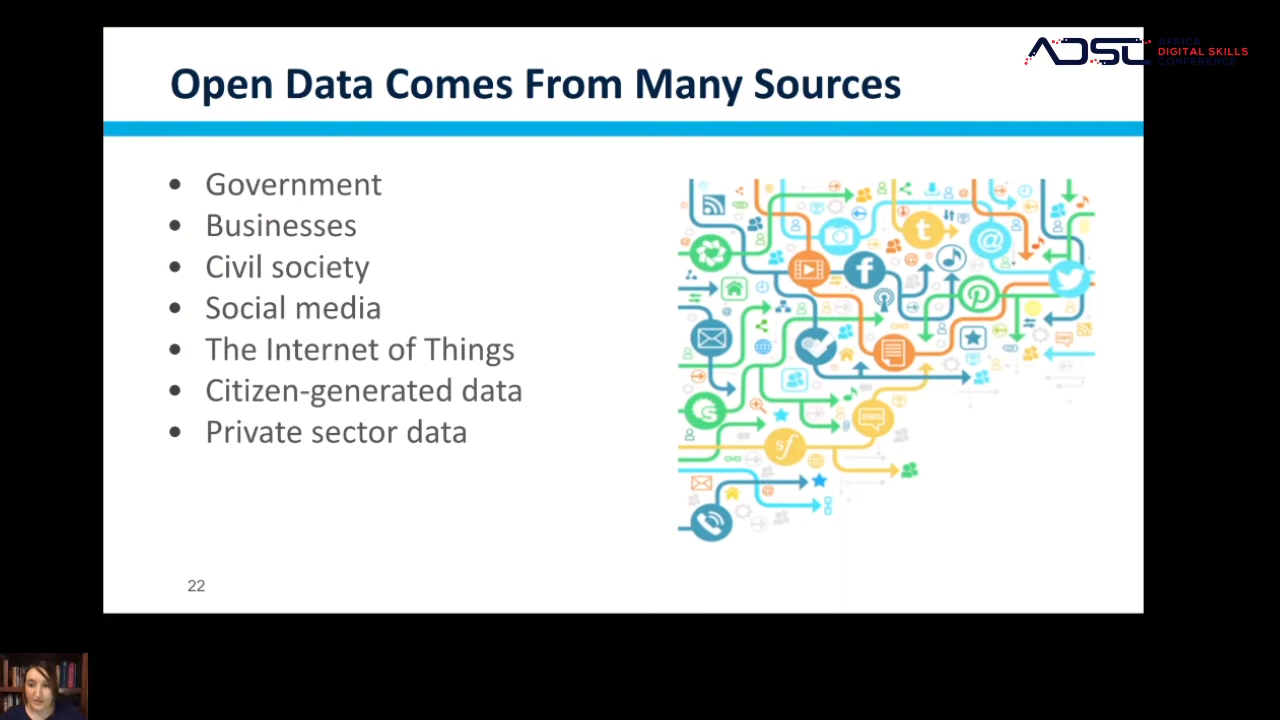 Open Data Comes From Many Sources
AFRICA
DIGITAL SKILLS
CONFERENCE
ADSC
• Government
• Businesses
• Civil society
• Social media
• The Internet of Things
• Citizen-generated data
• Private sector data
SMS
22